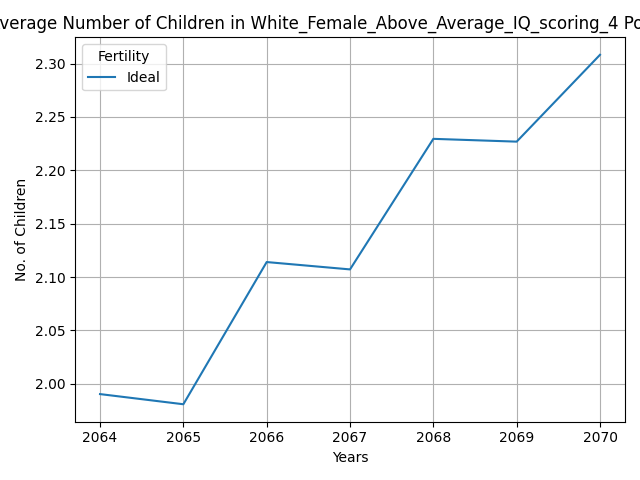 verage Number of Children in White_Female_Above_Average_IQ_scoring_4 Po
Fertility
Ideal
2.30
2.25
2.20
2.15
2.10
2.05
2.00
No. of Children
2064 2065 2066 2067 2068 2069 2070
Years